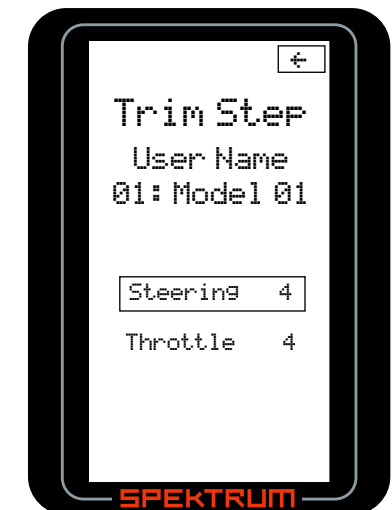 ←
Trim Step
User Name
01: Model 01
Steering 4
Throttle 4
SPEKTRUM